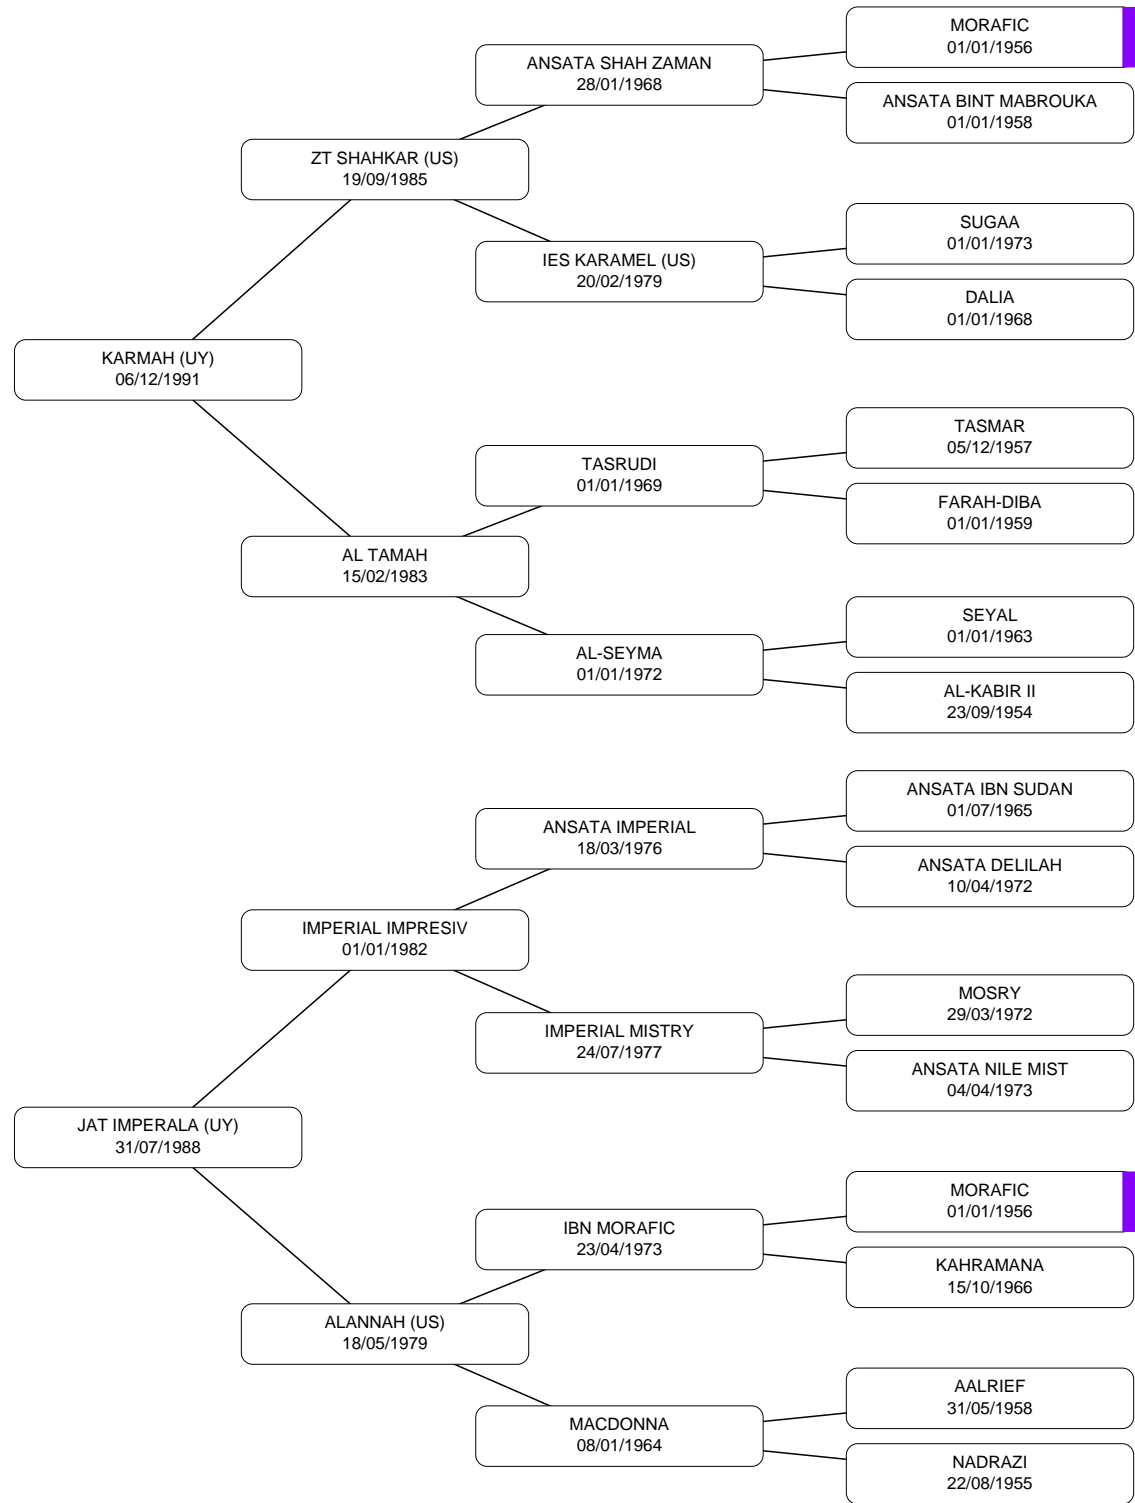 MORAFIC
01/01/1956
ANSATA SHAH ZAMAN
28/01/1968
ANSATA BINT MABROUKA
01/01/1958
ZT SHAHKAR (US)
19/09/1985
SUGAA
01/01/1973
IES KARAMEL (US)
20/02/1979
DALIA
01/01/1968
KARMAH (UY)
06/12/1991
TASMAR
05/12/1957
TASRUDI
01/01/1969
FARAH-DIBA
01/01/1959
AL TAMAH
15/02/1983
SEYAL
01/01/1963
AL-SEYMA
01/01/1972
AL-KABIR II
23/09/1954
ANSATA IBN SUDAN
01/07/1965
ANSATA IMPERIAL
18/03/1976
ANSATA DELILAH
10/04/1972
IMPERIAL IMPRESIV
01/01/1982
MOSRY
29/03/1972
IMPERIAL MISTRY
24/07/1977
ANSATA NILE MIST
04/04/1973
JAT IMPERALA (UY)
31/07/1988
MORAFIC
01/01/1956
IBN MORAFIC
23/04/1973
KAHRAMANA
15/10/1966
ALANNAH (US)
18/05/1979
AALRIEF
31/05/1958
MACDONNA
08/01/1964
NADRAZI
22/08/1955